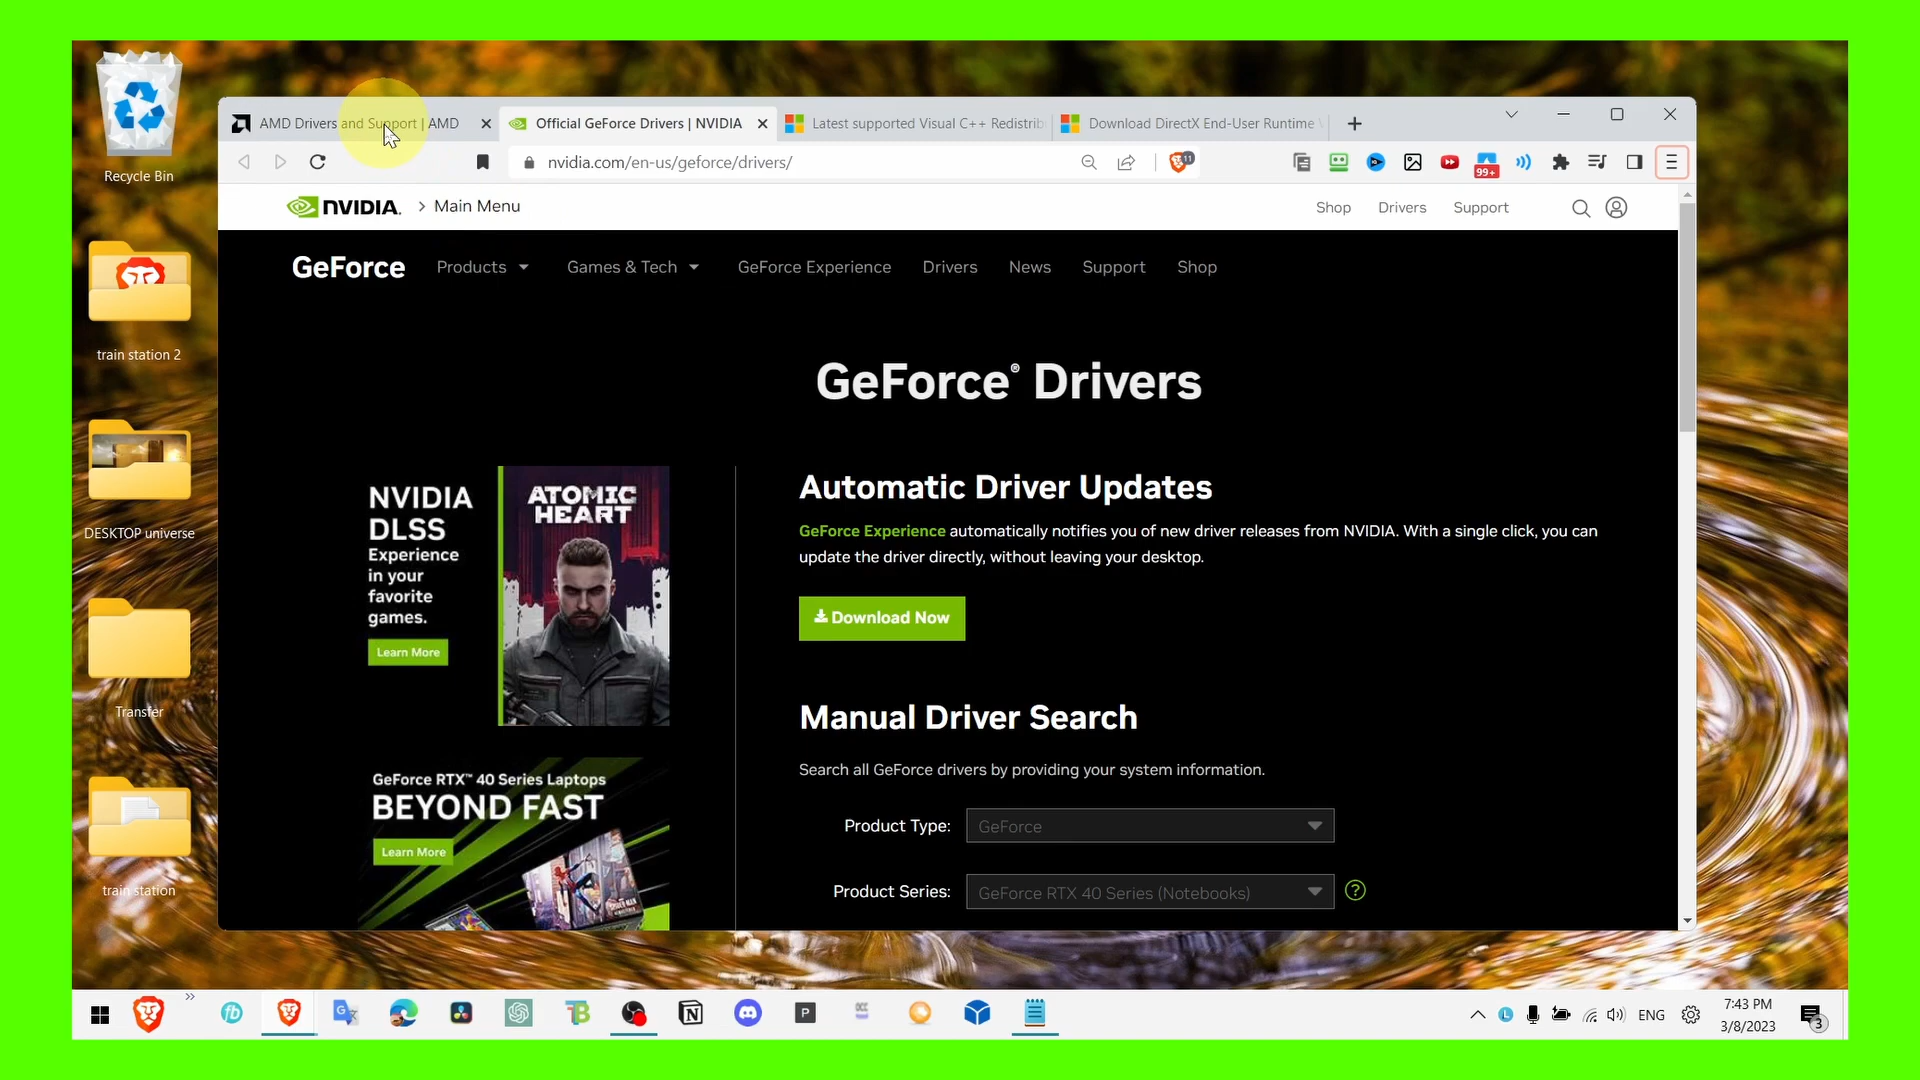 Recycle Bin
train station 2
DESKTOP universe
Transfer
train station
AMD Drivers and Support | AMD
Official GeForce Drivers | NVIDIA
Latest supported Visual C++ Redistrib
Download DirectX End-User Runtime
nvidia.com/en-us/geforce/drivers/
11
99+
NVIDIA.
Main Menu
Shop
Drivers
Support
GeForce
Products
Games & Tech
GeForce Experience
Drivers
News
Support
Shop
GeForce® Drivers
NVIDIA
DLSS
Experience
in your
favorite
games.
Learn More
ATOMIC
HEART
GeForce RTX™ 40 Series Laptops
BEYOND FAST
Learn More
Automatic Driver Updates
GeForce Experience automatically notifies you of new driver releases from NVIDIA. With a single click, you can
update the driver directly, without leaving your desktop.
Download Now
Manual Driver Search
Search all GeForce drivers by providing your system information.
Product Type:
GeForce
Product Series:
GeForce RTX 40 Series (Notebooks)
?
fb
P
L
ENG
7:43 PM
3/8/2023
3